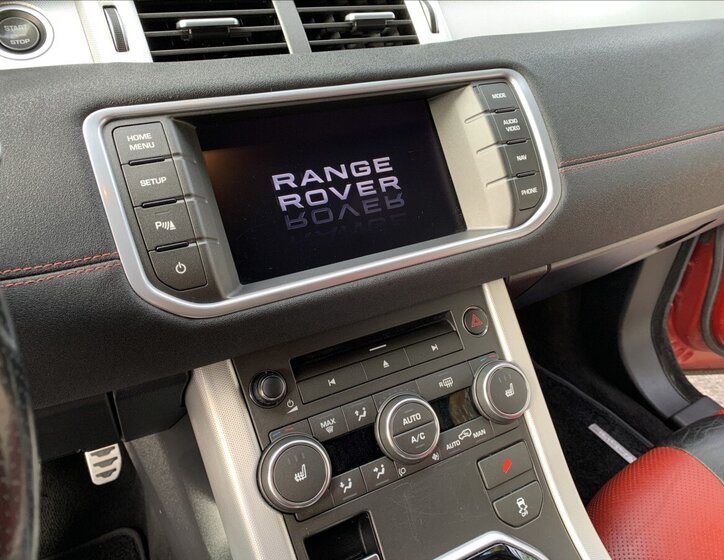 START
STOP
HOME
MENU
SETUP
P
MODE
AUDIO
VIDEO
NAV
PHONE
RANGE
ROVER
MAX
R
AUTO
A/C
AUTO
MAN